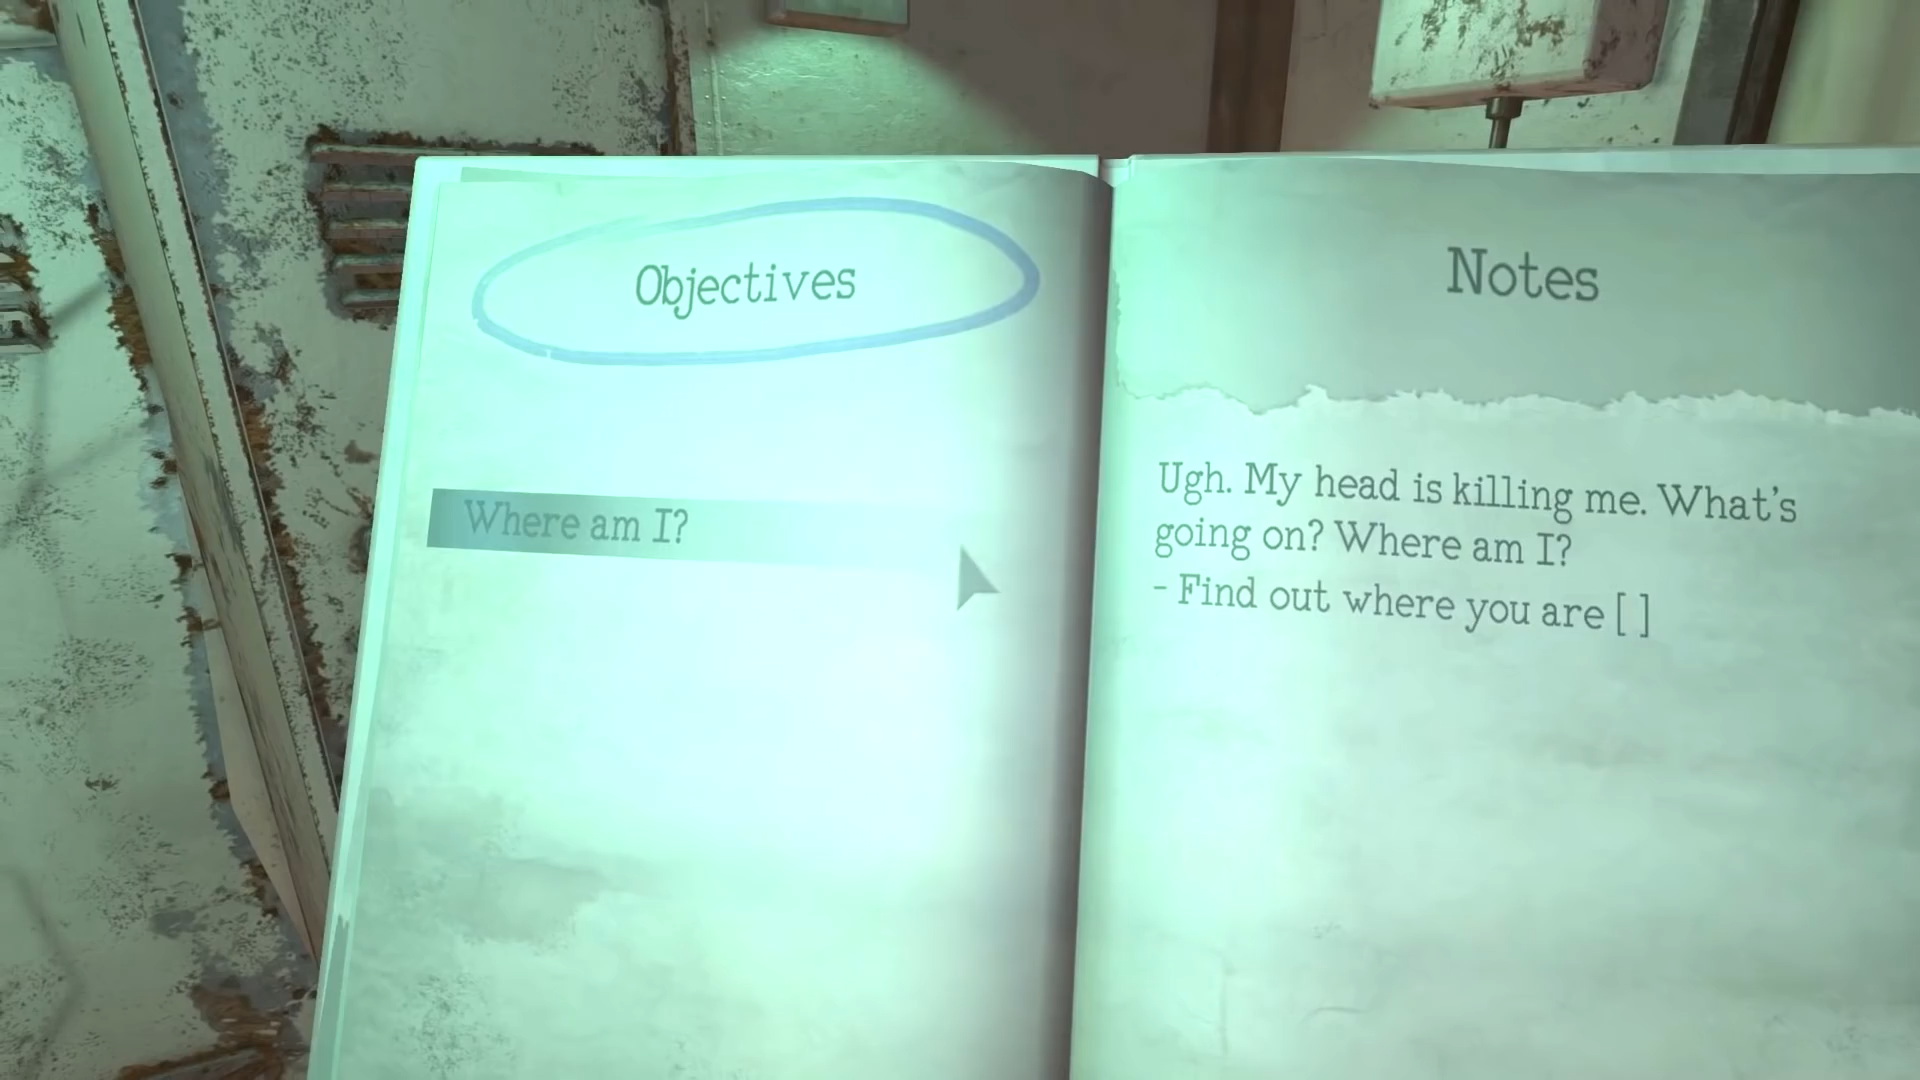 Objectives
Where am I?
Notes
Ugh. My head is killing me. What's
going on? Where am I?
- Find out where you are [ ]